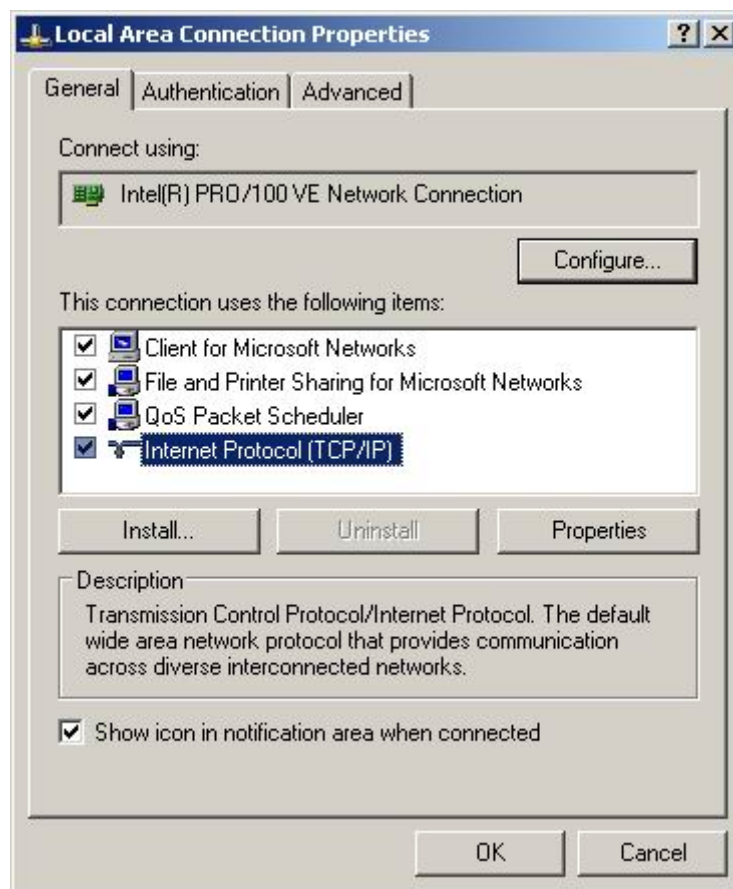 Local Area Connection Properties
General Authentication Advanced
Connect using:
Intel(R) PRO/100 VE Network Connection
Configure...
This connection uses the following items:
Client for Microsoft Networks
File and Printer Sharing for Microsoft Networks
QoS Packet Scheduler
Internet Protocol (TCP/IP)
Install... Uninstall Properties
Description
Transmission Control Protocol/Internet Protocol. The default
wide area network protocol that provides communication
across diverse interconnected networks.
Show icon in notification area when connected
OK Cancel